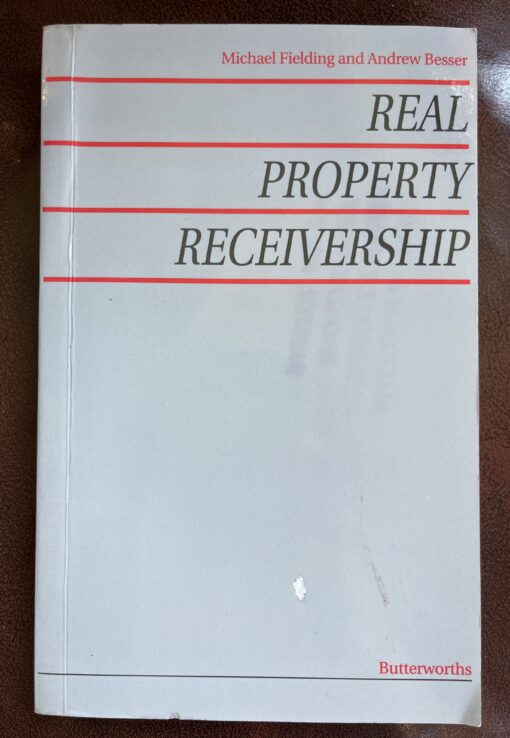 Michael Fielding and Andrew Besser
REAL
PROPERTY
RECEIVERSHIP
Butterworths